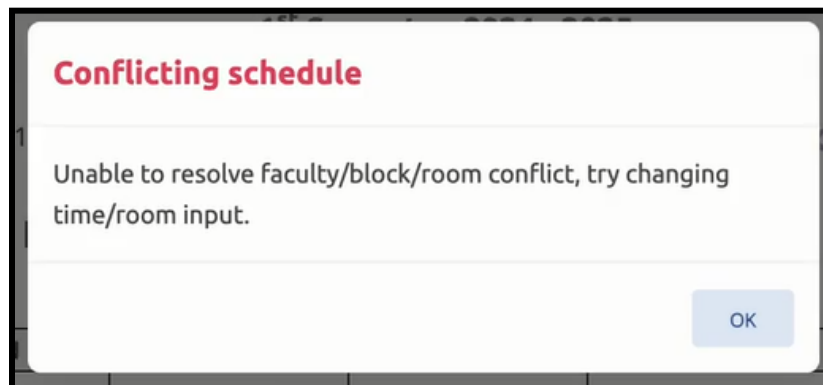 Conflicting schedule
Unable to resolve faculty/block/room conflict, try changing
time/room input.
OK